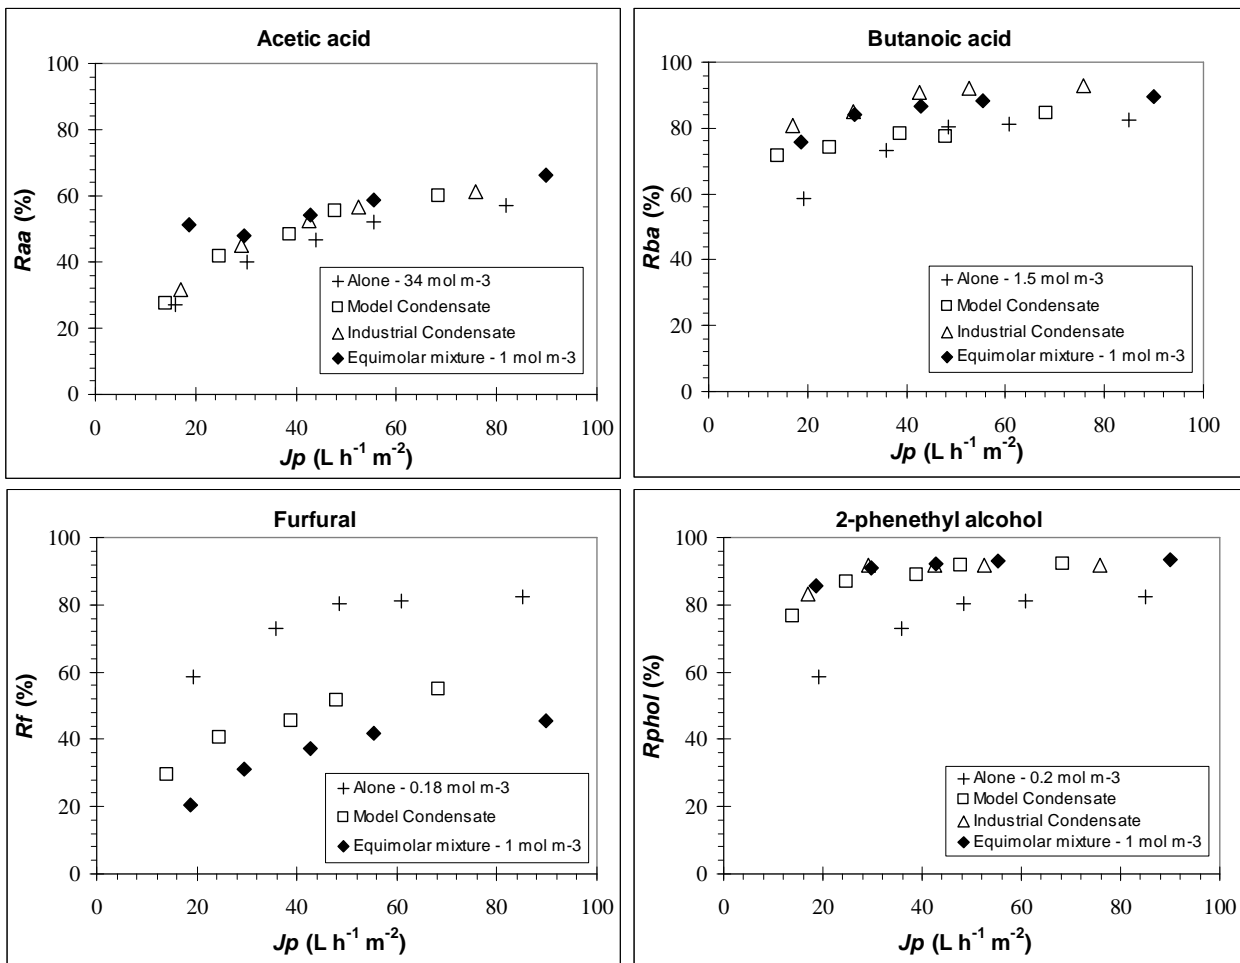 Acetic acid
100
80
60
40
20
0
Raa (%)
+ Alone - 34 mol m-3
□ Model Condensate
△ Industrial Condensate
◆ Equimolar mixture - 1 mol m-3
0 20 40 60 80 100
Jp (L h⁻¹ m⁻²)
Butanoic acid
100
80
60
40
20
0
Rba (%)
+ Alone - 1.5 mol m-3
□ Model Condensate
△ Industrial Condensate
◆ Equimolar mixture - 1 mol m-3
0 20 40 60 80 100
Jp (L h⁻¹ m⁻²)
Furfural
100
80
60
40
20
0
Rf (%)
+ Alone - 0.18 mol m-3
□ Model Condensate
◆ Equimolar mixture - 1 mol m-3
0 20 40 60 80 100
Jp (L h⁻¹ m⁻²)
2-phenethyl alcohol
100
80
60
40
20
0
Rphol (%)
+ Alone - 0.2 mol m-3
□ Model Condensate
△ Industrial Condensate
◆ Equimolar mixture - 1 mol m-3
0 20 40 60 80 100
Jp (L h⁻¹ m⁻²)